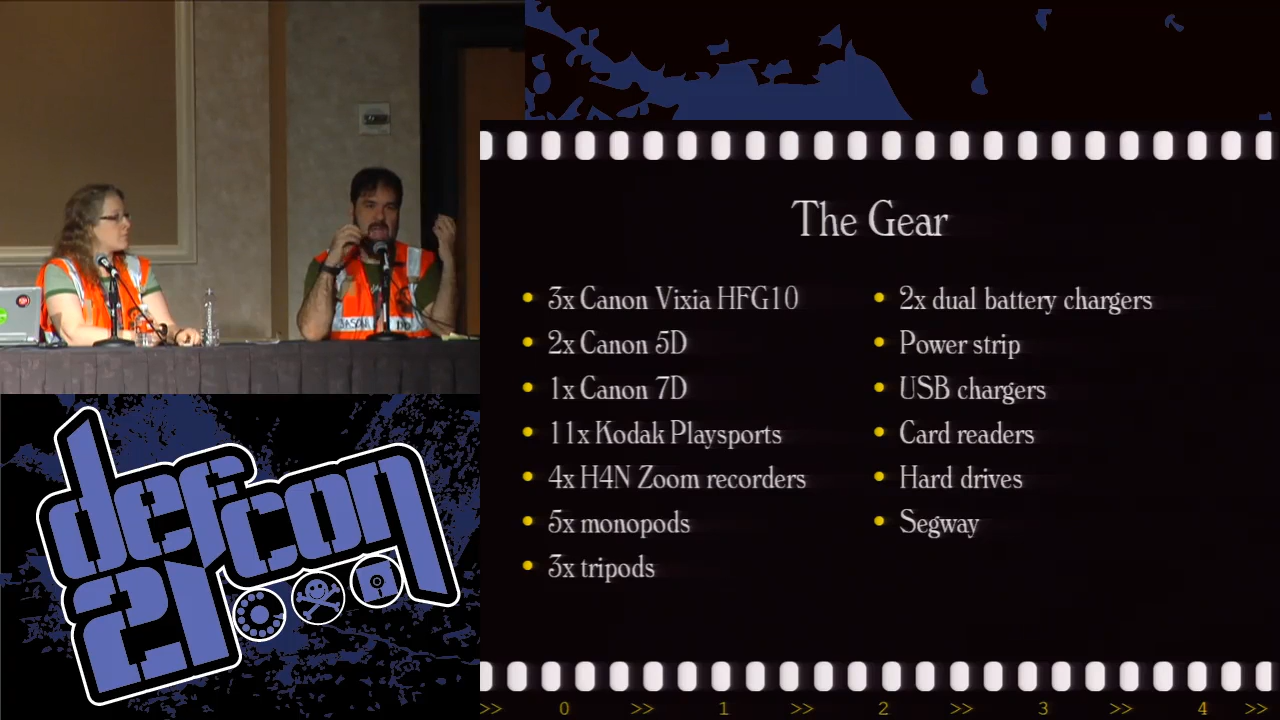 The Gear
3x Canon Vixia HFG10
2x Canon 5D
1x Canon 7D
11x Kodak Playsports
4x H4N Zoom recorders
5x monopods
3x tripods
2x dual battery chargers
Power strip
USB chargers
Card readers
Hard drives
Segway
JASON
defcon
21
>> 0 >> 1 >> 2 >> 3 >> 4 >>